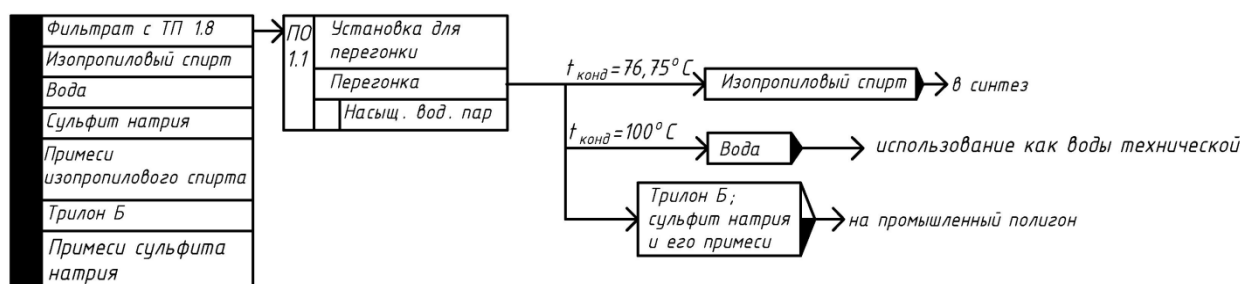 Фильтрат с ТП 1.8
Изопропиловый спирт
Вода
Сульфит натрия
Примеси
изопропилового спирта
Трилон Б
Примеси сульфита
натрия
ПО
1.1
Установка для
перегонки
Перегонка
Насыщ. вод. пар
t конд=76,75° С
Изопропиловый спирт
в синтез
t конд=100° С
Вода
использование как воды технической
Трилон Б;
сульфит натрия
и его примеси
на промышленный полигон